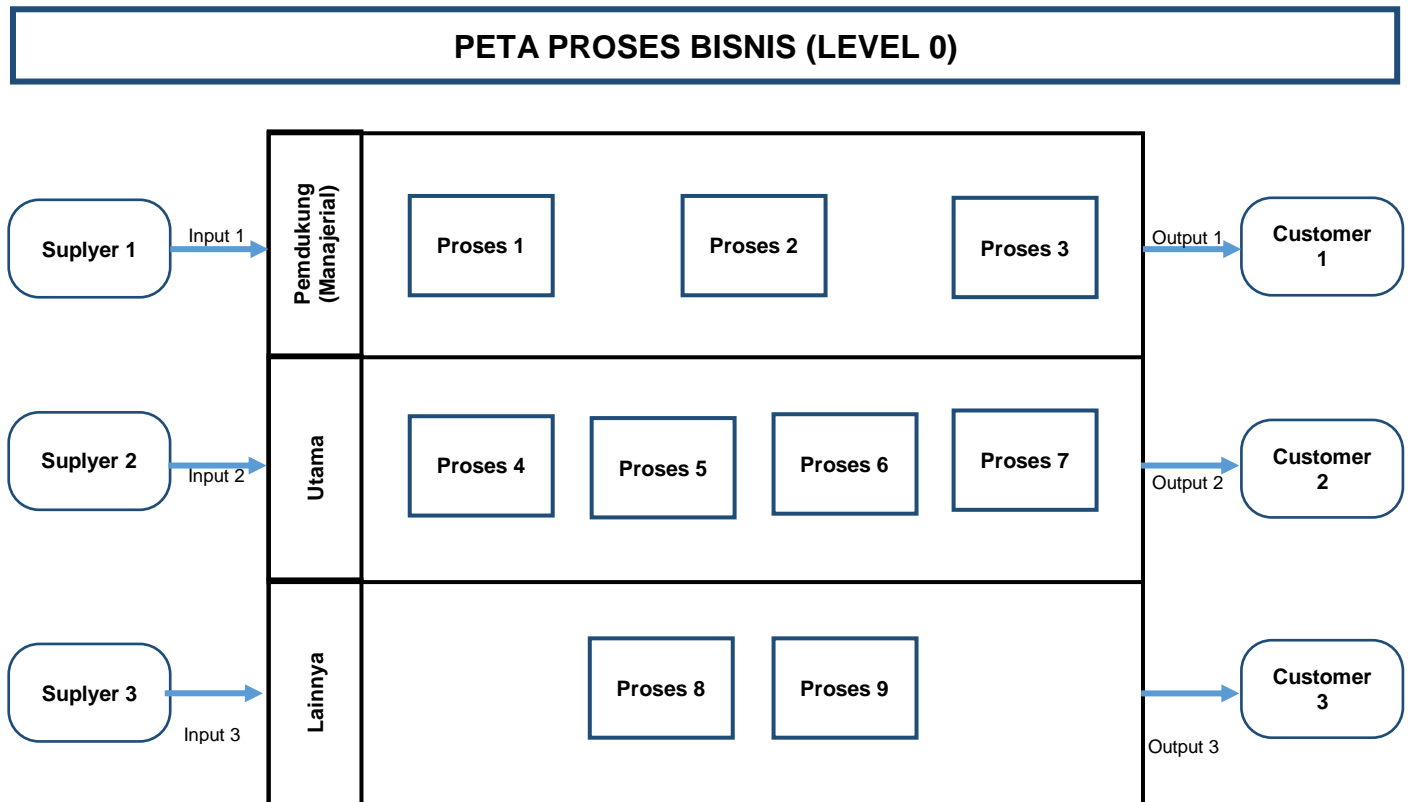 PETA PROSES BISNIS (LEVEL 0)
Suplyer 1
Input 1
Pemdukung
(Manajerial)
Proses 1
Proses 2
Proses 3
Output 1
Customer
1
Suplyer 2
Input 2
Utama
Proses 4
Proses 5
Proses 6
Proses 7
Output 2
Customer
2
Suplyer 3
Input 3
Lainnya
Proses 8
Proses 9
Output 3
Customer
3